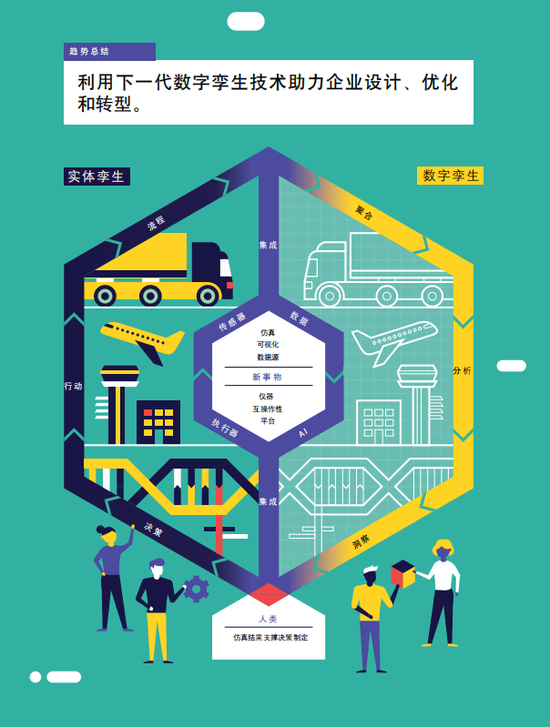 趋势总结
利用下一代数字孪生技术助力企业设计、优化
和转型。
实体孪生
数字孪生
流程
集成
聚合
传感器
数据
仿真
可视化
数据源
新事物
仪器
互操作性
平台
行动
分析
执行器
AI
集成
决策
洞察
人类
仿真结果支撑决策制定